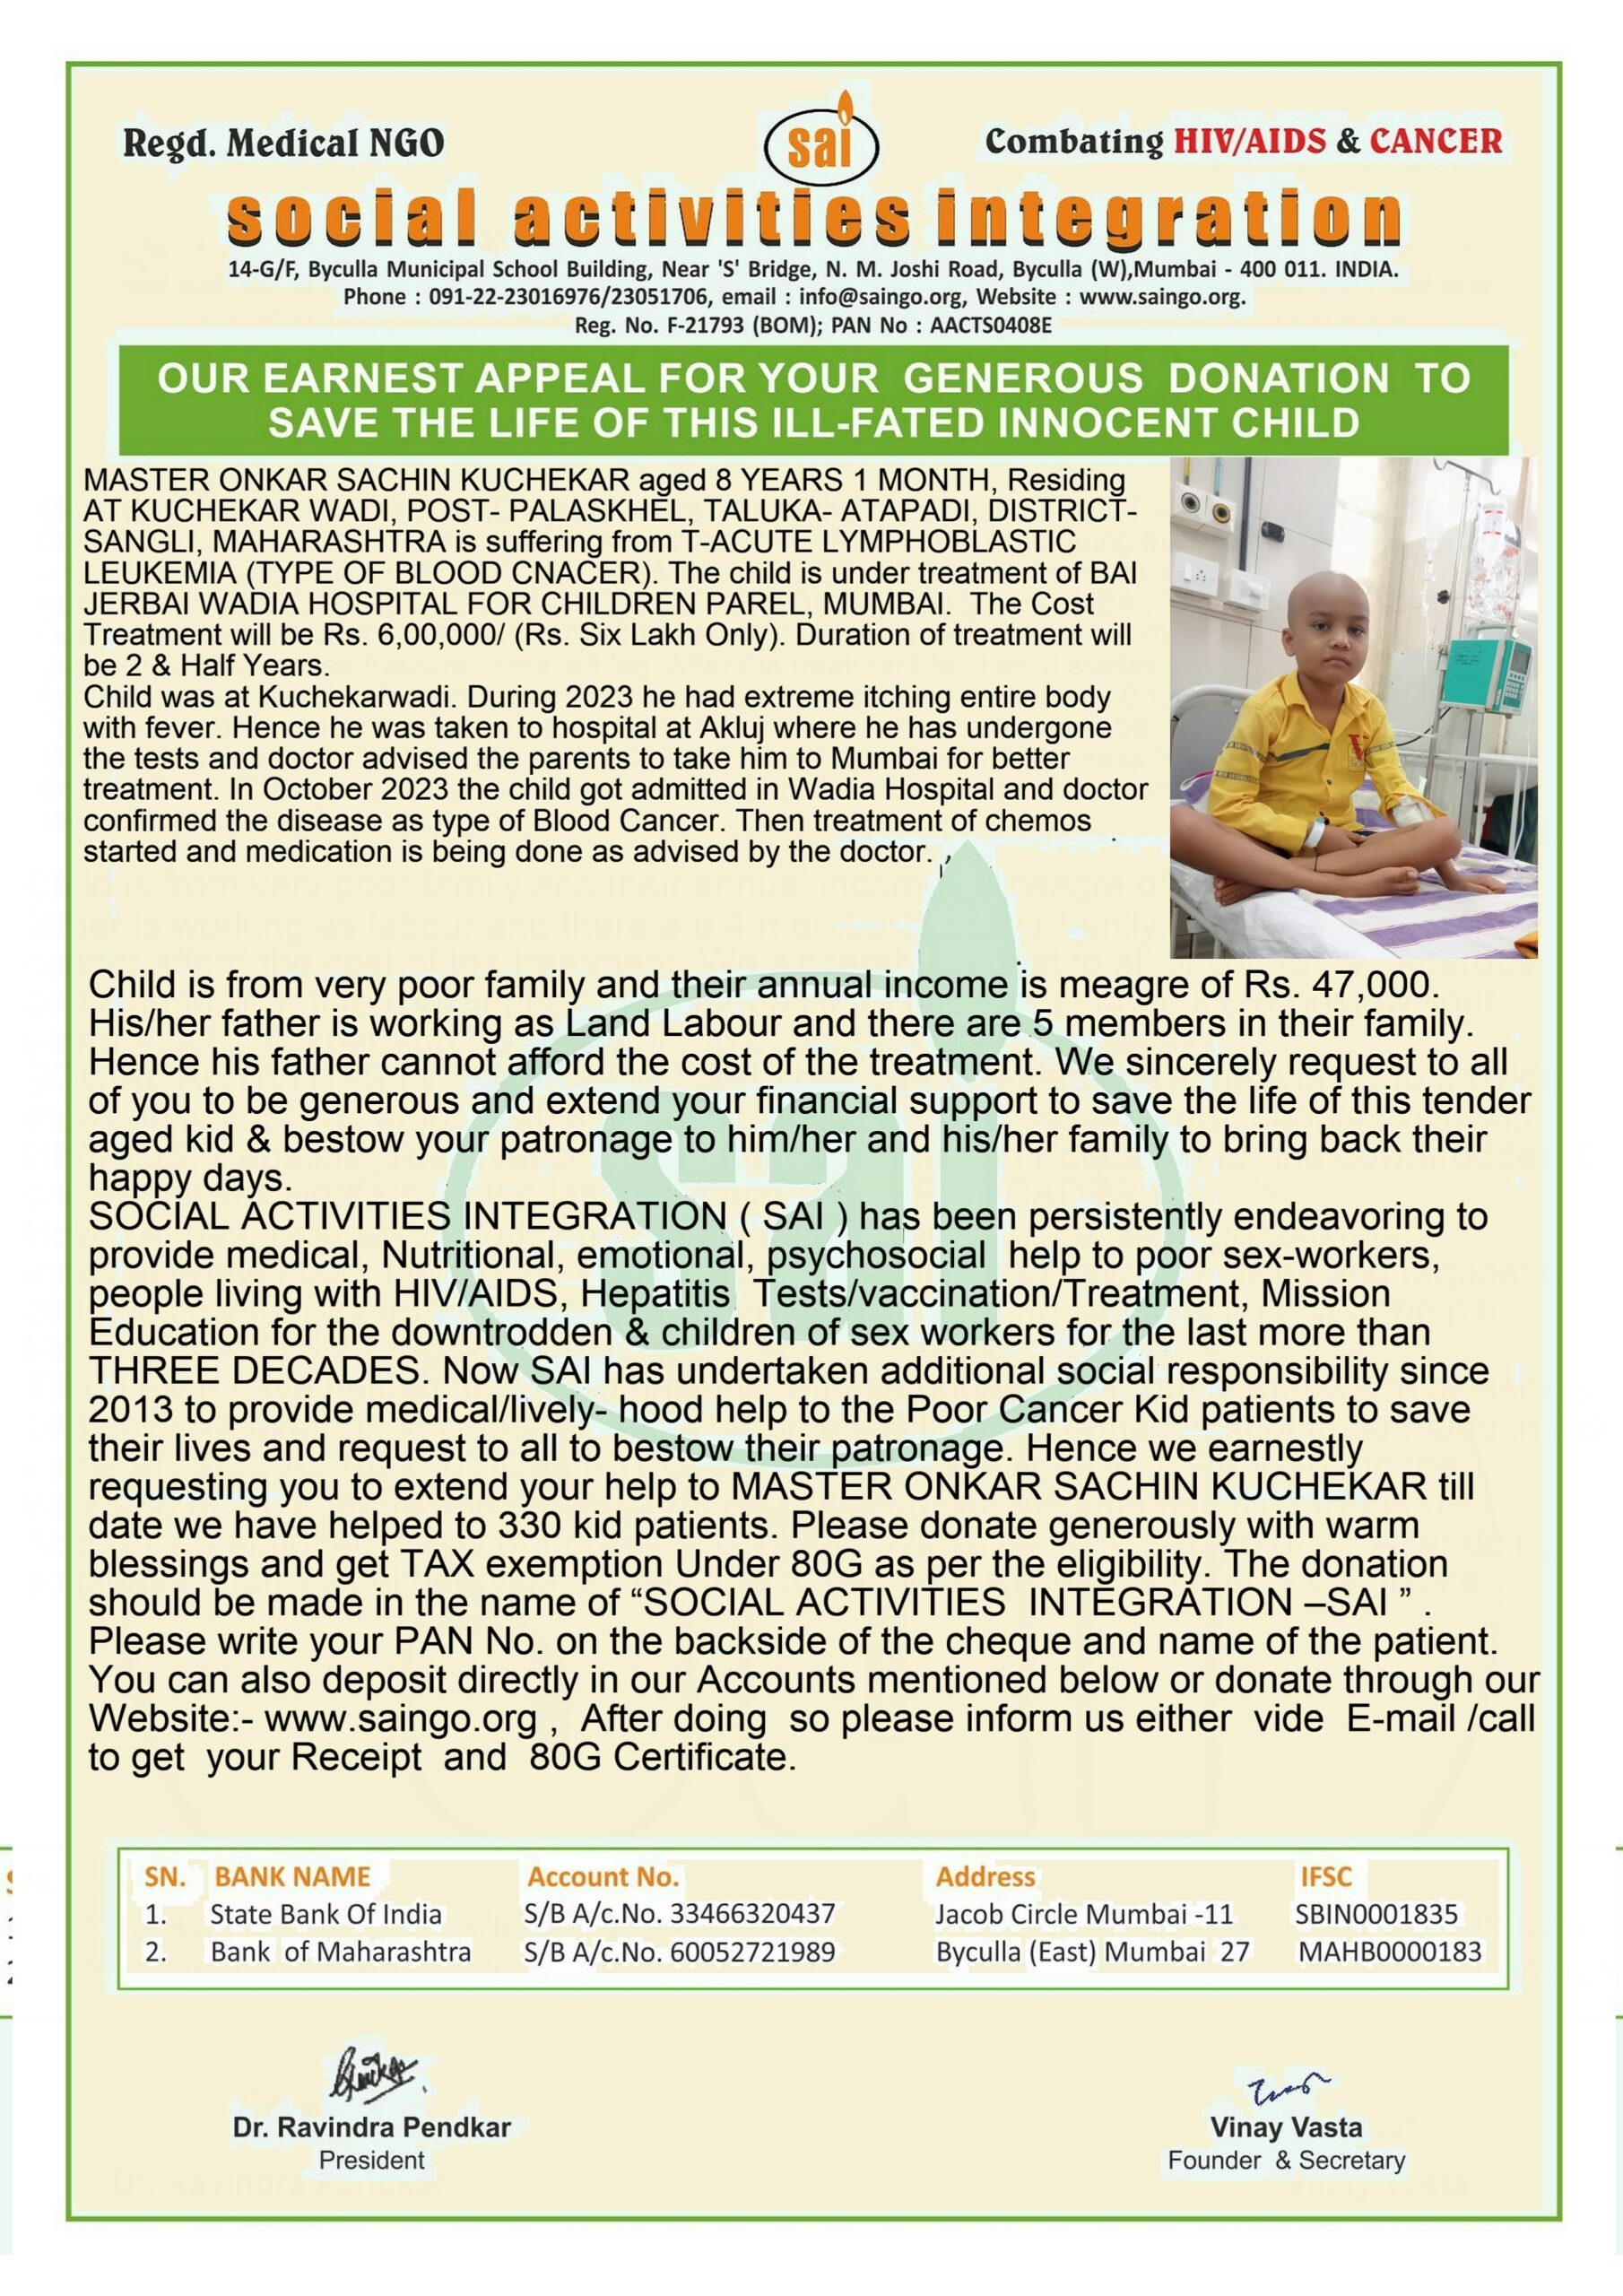 Regd. Medical NGO
sai
Combating HIV/AIDS & CANCER
social activities integration
14-G/F, Byculla Municipal School Building, Near 'S' Bridge, N. M. Joshi Road, Byculla (W),Mumbai - 400 011. INDIA.
Phone : 091-22-23016976/23051706, email : info@saingo.org, Website : www.saingo.org.
Reg. No. F-21793 (BOM); PAN No : AACTS0408E
OUR EARNEST APPEAL FOR YOUR GENEROUS DONATION TO
SAVE THE LIFE OF THIS ILL-FATED INNOCENT CHILD
MASTER ONKAR SACHIN KUCHEKAR aged 8 YEARS 1 MONTH, Residing
AT KUCHEKAR WADI, POST- PALASKHEL, TALUKA- ATAPADI, DISTRICT-
SANGLI, MAHARASHTRA is suffering from T-ACUTE LYMPHOBLASTIC
LEUKEMIA (TYPE OF BLOOD CNACER). The child is under treatment of BAI
JERBAI WADIA HOSPITAL FOR CHILDREN PAREL, MUMBAI. The Cost
Treatment will be Rs. 6,00,000/ (Rs. Six Lakh Only). Duration of treatment will
be 2 & Half Years.
Child was at Kuchekarwadi. During 2023 he had extreme itching entire body
with fever. Hence he was taken to hospital at Akluj where he has undergone
the tests and doctor advised the parents to take him to Mumbai for better
treatment. In October 2023 the child got admitted in Wadia Hospital and doctor
confirmed the disease as type of Blood Cancer. Then treatment of chemos
started and medication is being done as advised by the doctor. ,
Child is from very poor family and their annual income is meagre of Rs. 47,000.
His/her father is working as Land Labour and there are 5 members in their family.
Hence his father cannot afford the cost of the treatment. We sincerely request to all
of you to be generous and extend your financial support to save the life of this tender
aged kid & bestow your patronage to him/her and his/her family to bring back their
happy days.
SOCIAL ACTIVITIES INTEGRATION ( SAI ) has been persistently endeavoring to
provide medical, Nutritional, emotional, psychosocial help to poor sex-workers,
people living with HIV/AIDS, Hepatitis Tests/vaccination/Treatment, Mission
Education for the downtrodden & children of sex workers for the last more than
THREE DECADES. Now SAI has undertaken additional social responsibility since
2013 to provide medical/lively- hood help to the Poor Cancer Kid patients to save
their lives and request to all to bestow their patronage. Hence we earnestly
requesting you to extend your help to MASTER ONKAR SACHIN KUCHEKAR till
date we have helped to 330 kid patients. Please donate generously with warm
blessings and get TAX exemption Under 80G as per the eligibility. The donation
should be made in the name of “SOCIAL ACTIVITIES INTEGRATION –SAI ” .
Please write your PAN No. on the backside of the cheque and name of the patient.
You can also deposit directly in our Accounts mentioned below or donate through our
Website:- www.saingo.org , After doing so please inform us either vide E-mail /call
to get your Receipt and 80G Certificate.
SN. BANK NAME Account No. Address IFSC
1. State Bank Of India S/B A/c.No. 33466320437 Jacob Circle Mumbai -11 SBIN0001835
2. Bank of Maharashtra S/B A/c.No. 60052721989 Byculla (East) Mumbai 27 MAHB0000183
Dr. Ravindra Pendkar
President
Vinay Vasta
Founder & Secretary